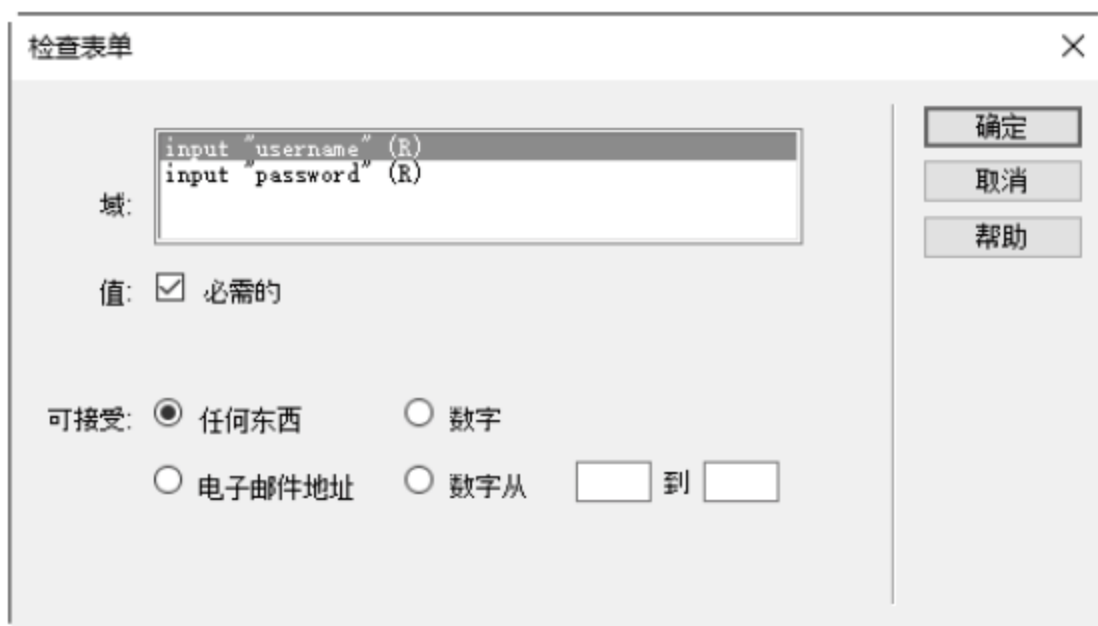 检查表单
确定
input "username" (R)
input "password" (R)
取消
域:
帮助
值: 必需的
可接受: 任何东西 数字
电子邮件地址 数字从 到